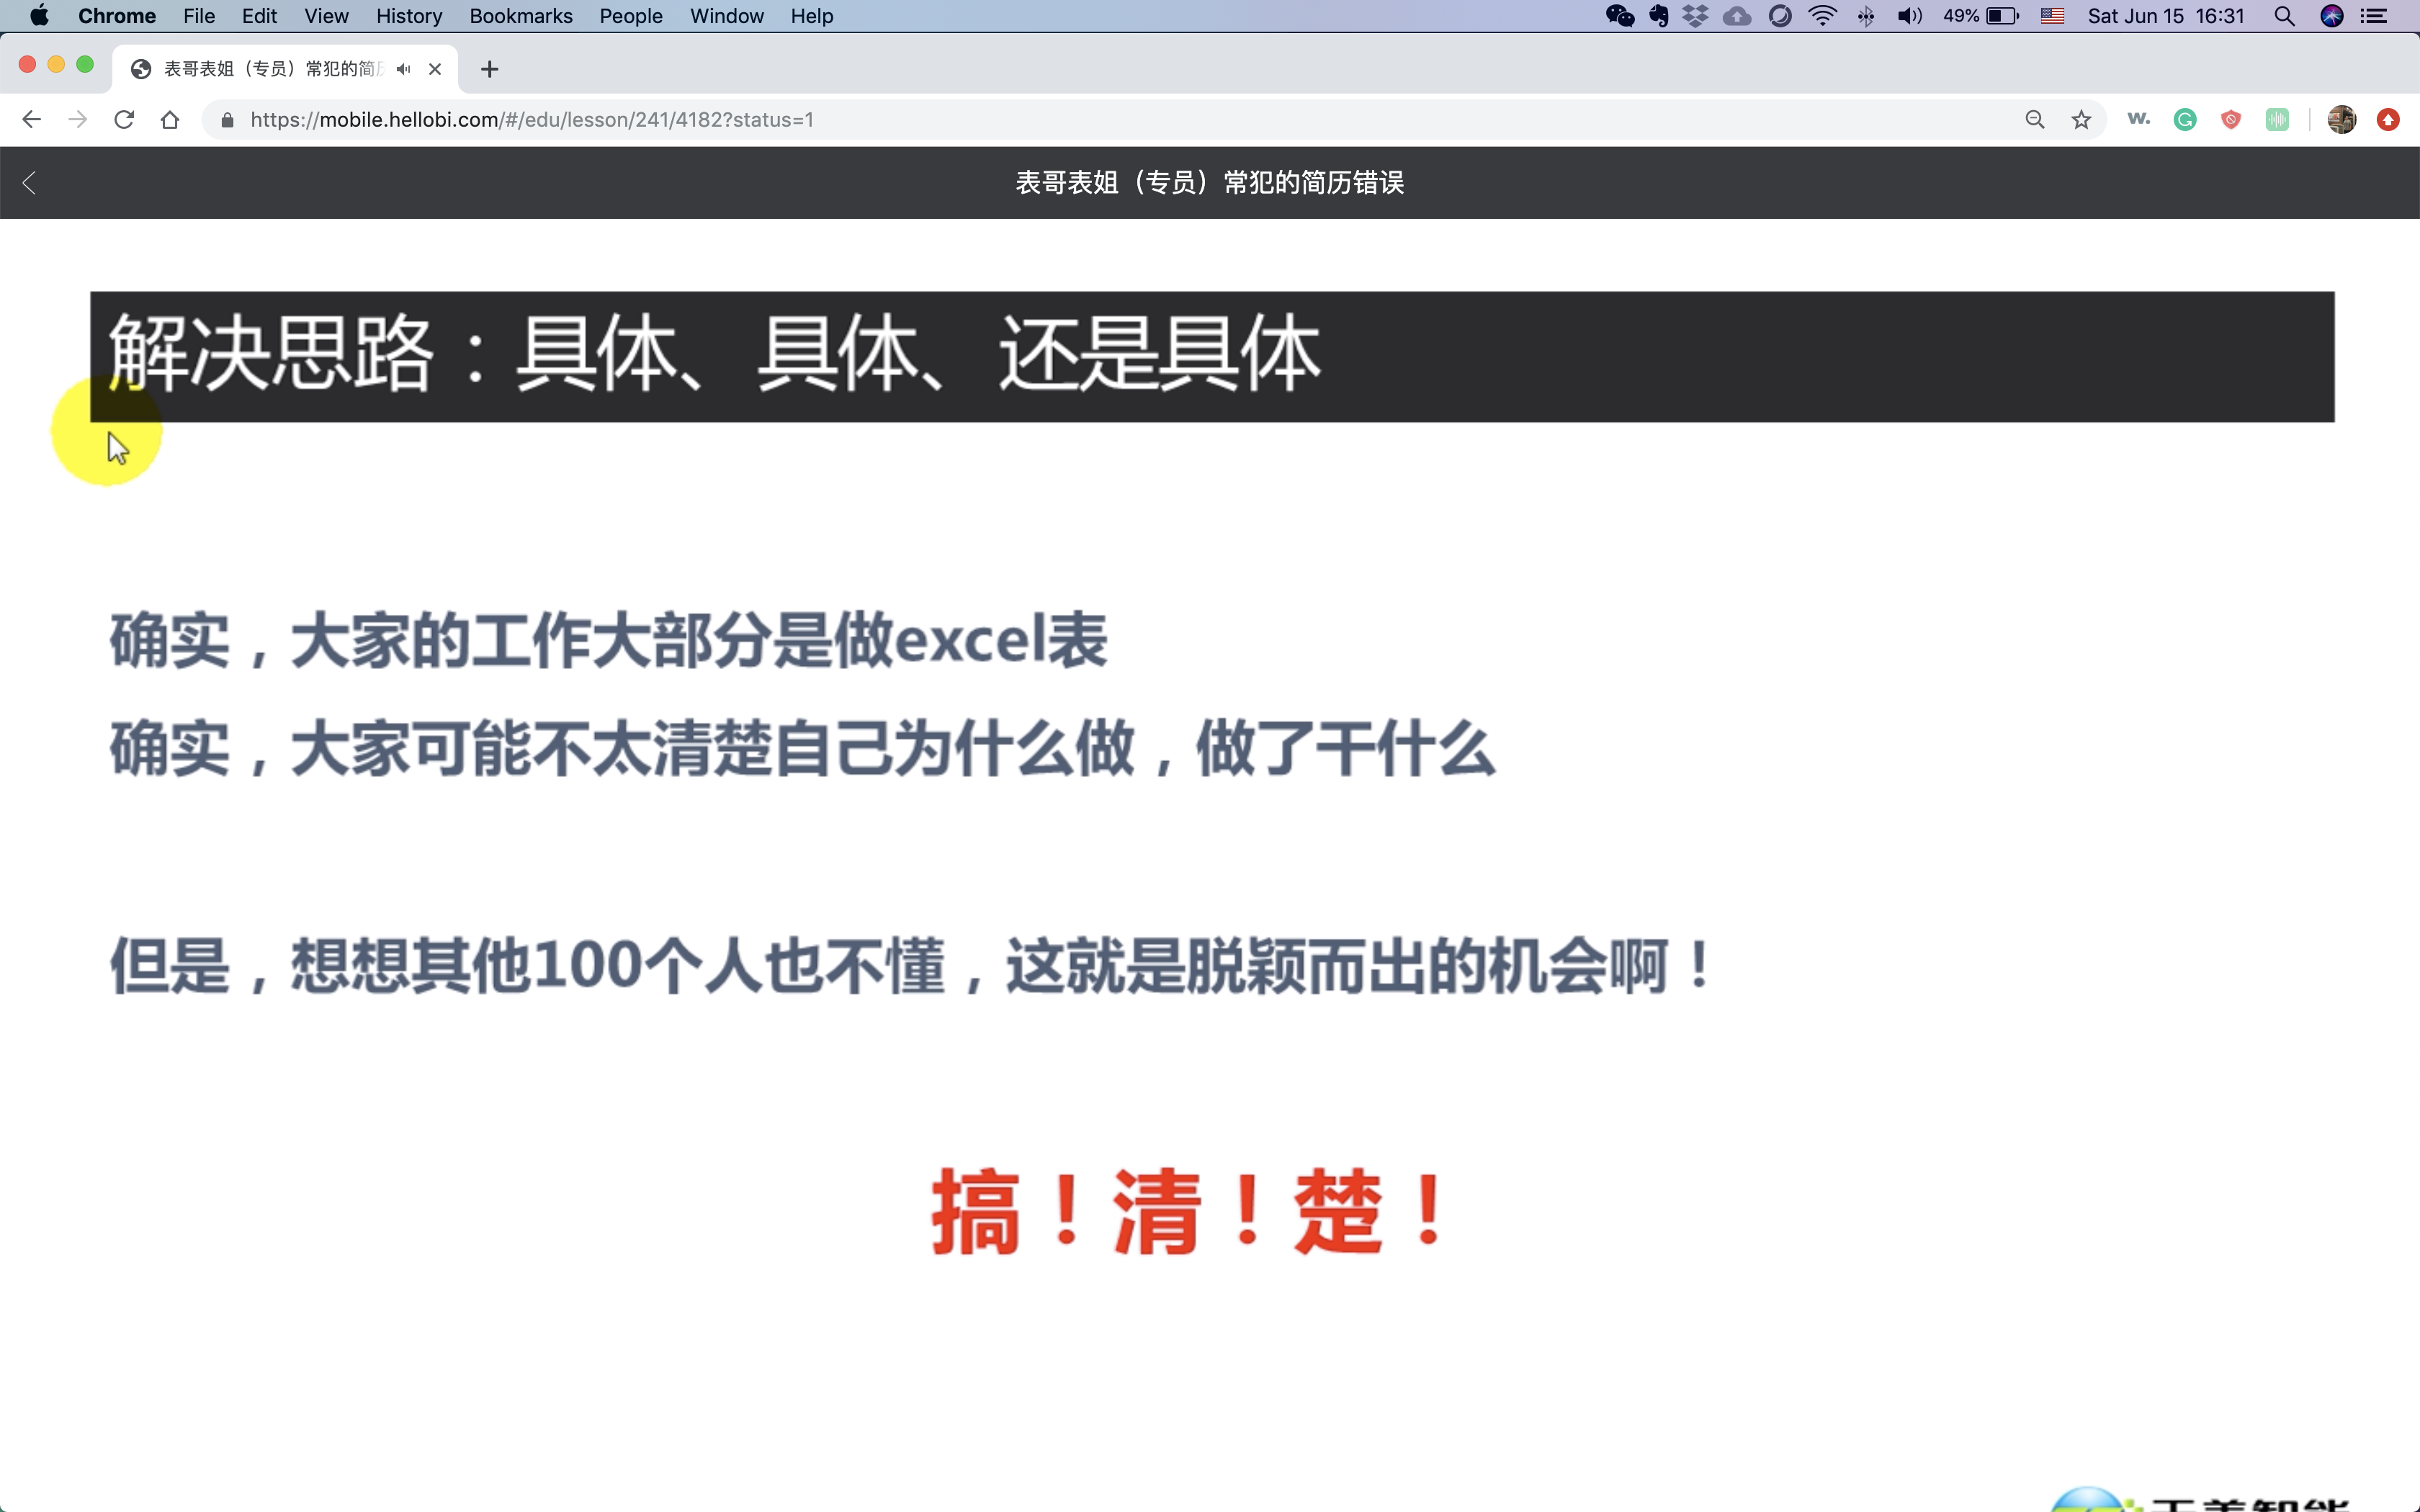 Chrome File Edit View History Bookmarks People Window Help 49% Sat Jun 15 16:31
表哥表姐（专员）常犯的简历
https://mobile.hellobi.com/#/edu/lesson/241/4182?status=1 w.
表哥表姐（专员）常犯的简历错误
解决思路：具体、具体、还是具体
确实，大家的工作大部分是做excel表
确实，大家可能不太清楚自己为什么做，做了干什么
但是，想想其他100个人也不懂，这就是脱颖而出的机会啊！
搞！清！楚！